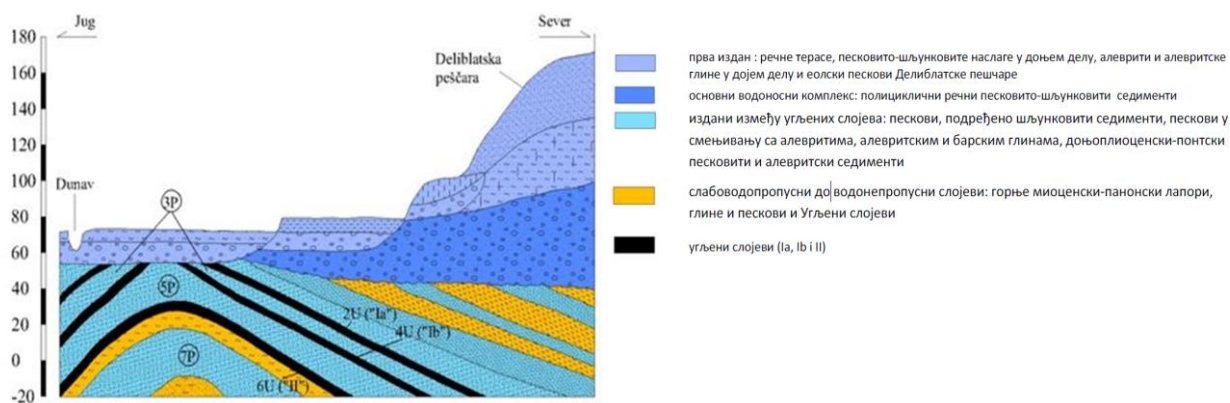 Jug
Sever
180
160
140
120
100
80
60
40
20
0
-20
Deliblatska
peščara
Dunav
3P
5P
7P
2U ("Ia")
4U ("Ib")
6U ("II")
прва издан : речне терасе, песковито-шљунковите наслаге у доњем делу, алеврити и алевритске
глине у дојем делу и еолски пескови Делиблатске пешчаре
основни водоносни комплекс: полициклични речни песковито-шљунковити седименти
издани између угљених слојева: пескови, подређено шљунковити седименти, пескови у
смењивању са алевритима, алевритским и барским глинама, доњоплиоценски-понтски
песковити и алевритски седименти
слабоводопропусни до водонепропусни слојеви: горње миоценски-панонски лапори,
глине и пескови и Угљени слојеви
угљени слојеви (Ia, Ib i II)